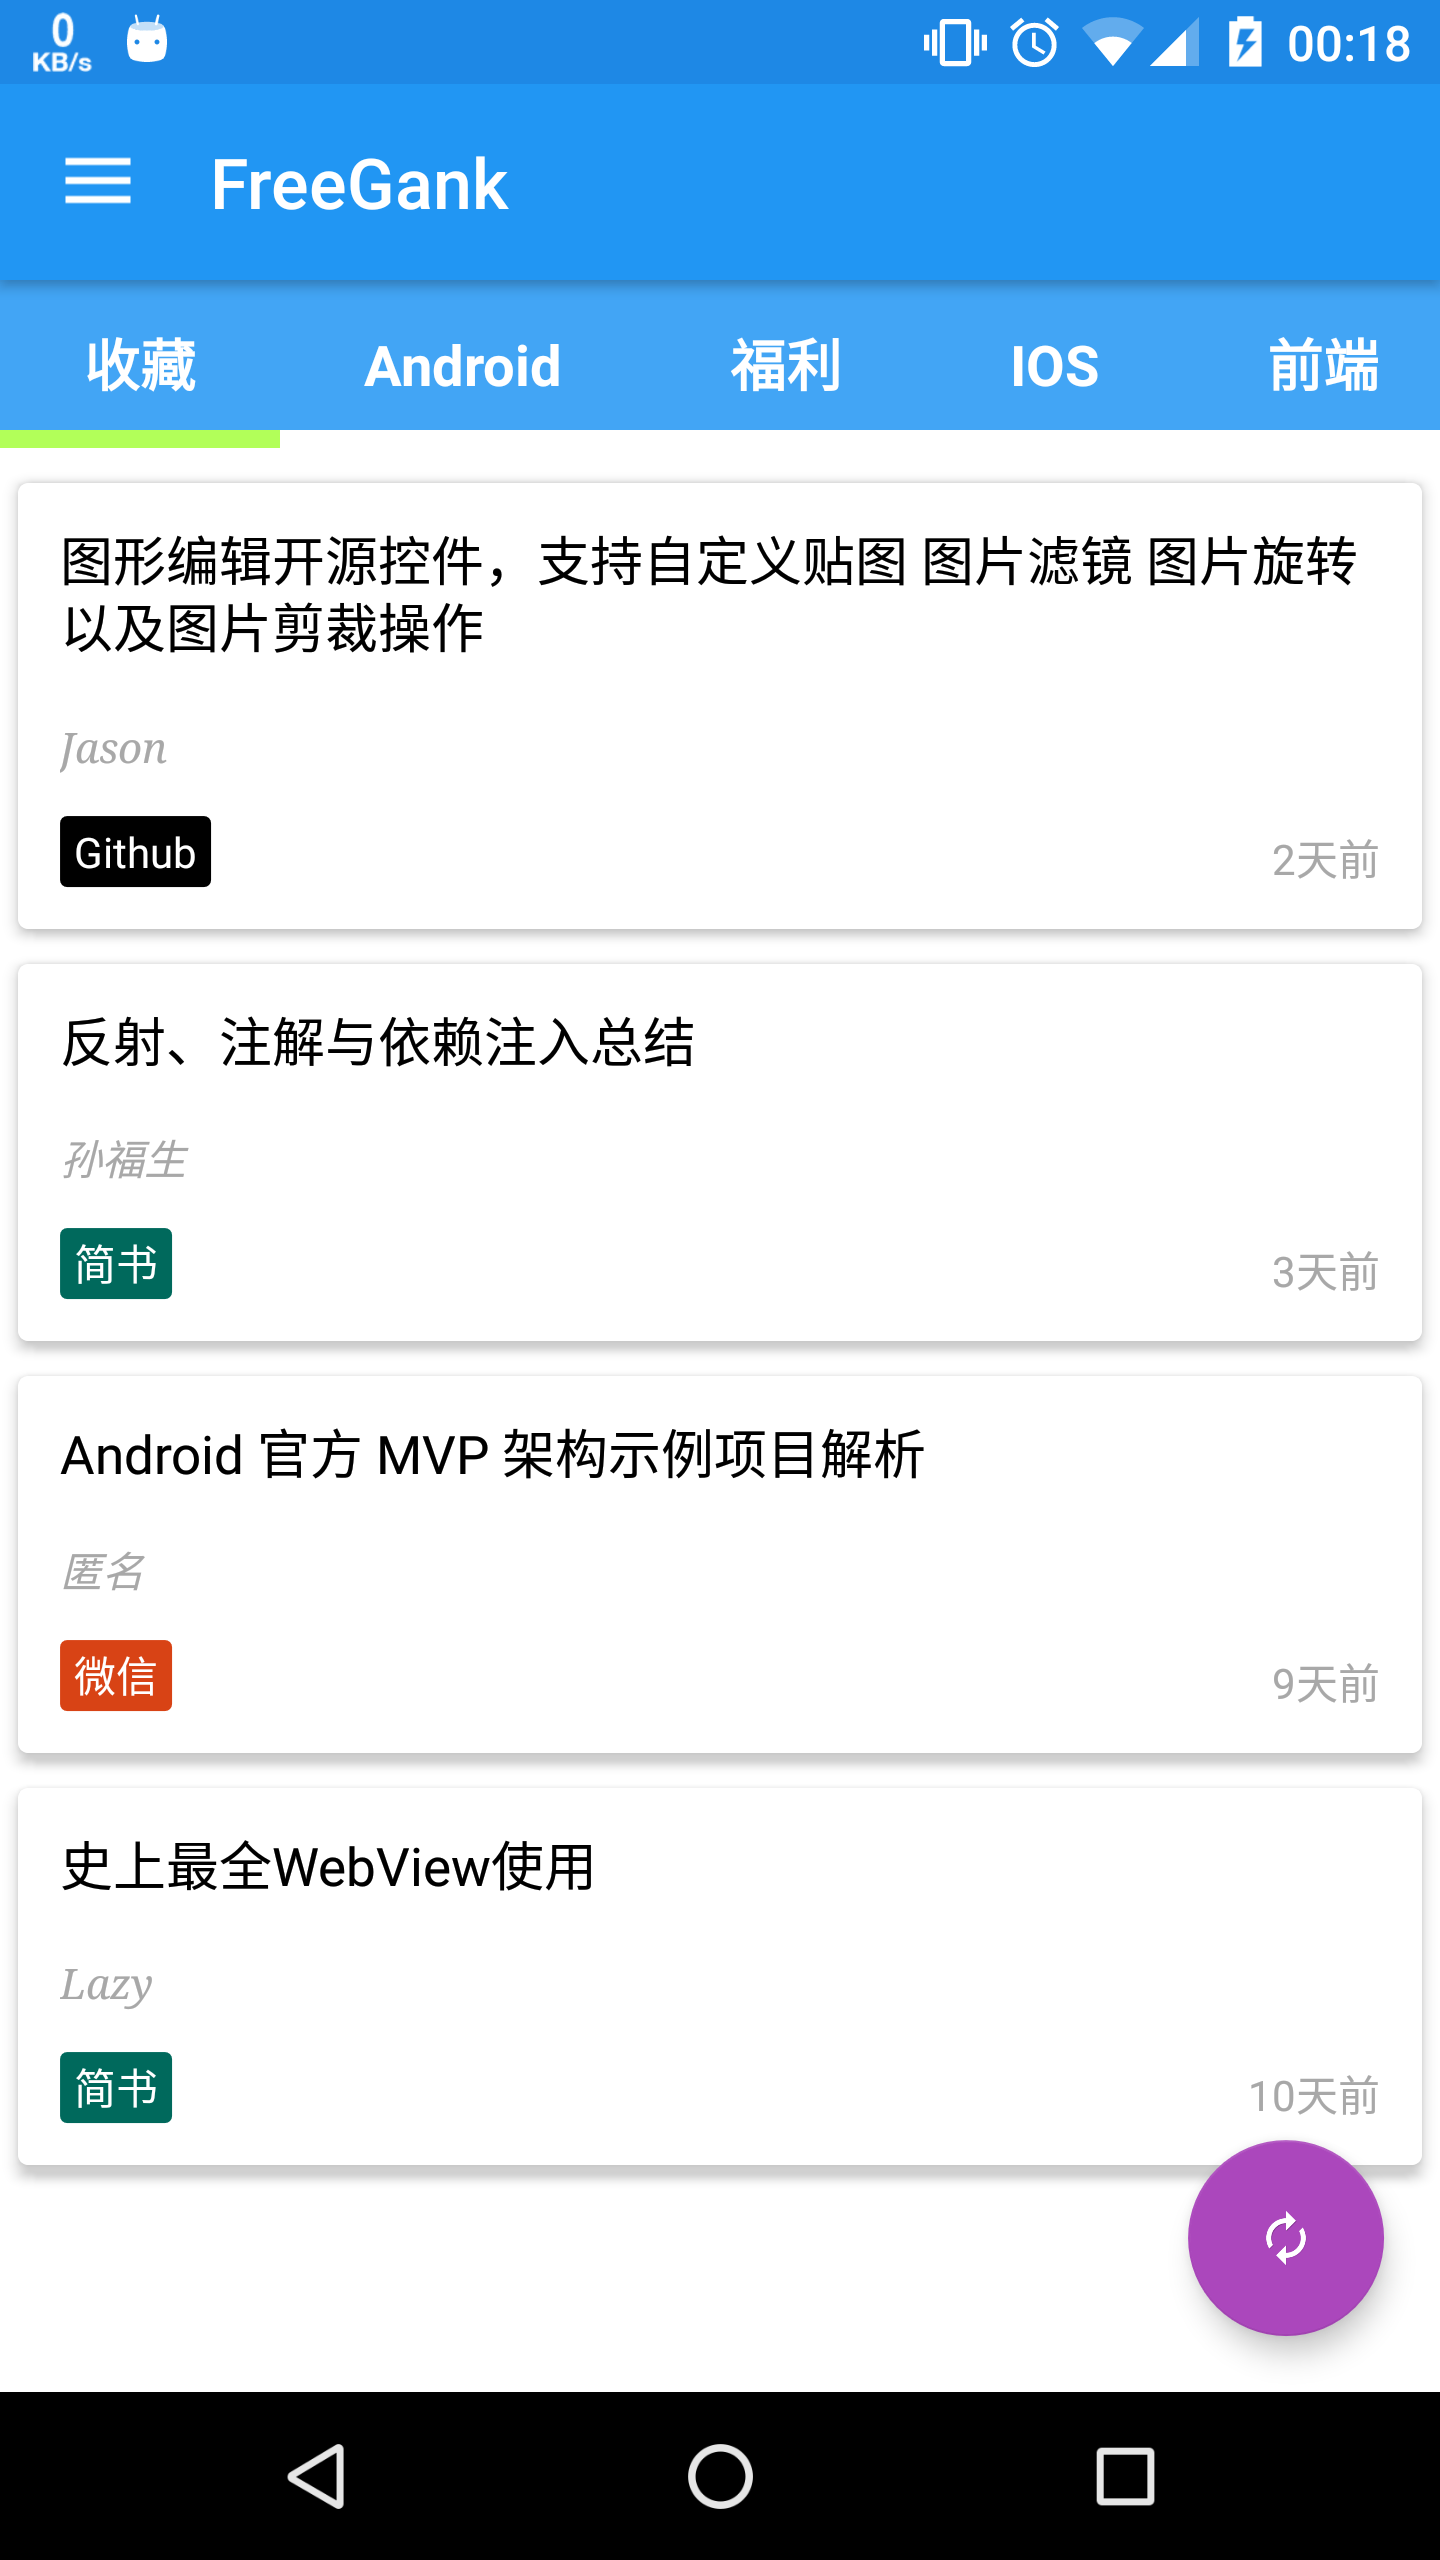 0
KB/s
00:18
FreeGank
收藏 Android 福利 IOS 前端
图形编辑开源控件，支持自定义贴图 图片滤镜 图片旋转
以及图片剪裁操作
Jason
Github
2天前
反射、注解与依赖注入总结
孙福生
简书
3天前
Android 官方 MVP 架构示例项目解析
匿名
微信
9天前
史上最全WebView使用
Lazy
简书
10天前